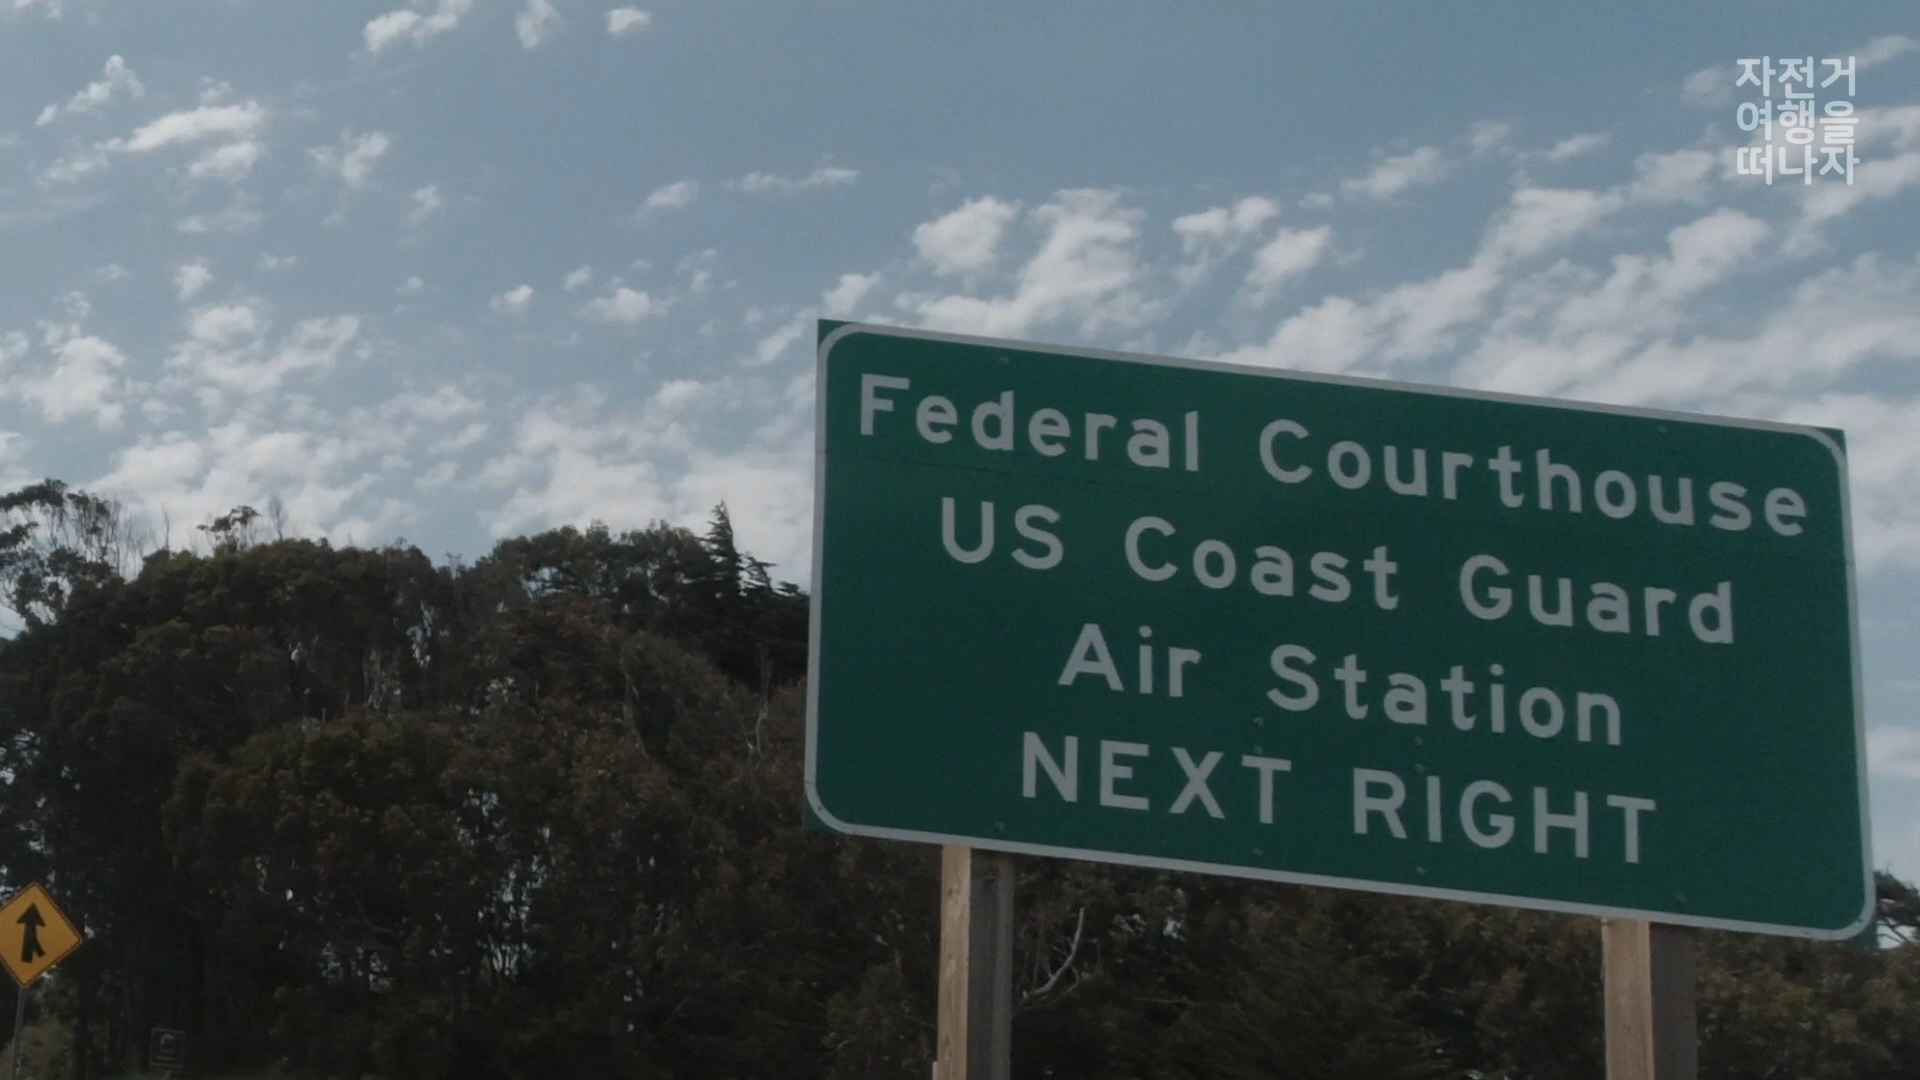 자전거
여행을
떠나자
Federal Courthouse
US Coast Guard
Air Station
NEXT RIGHT